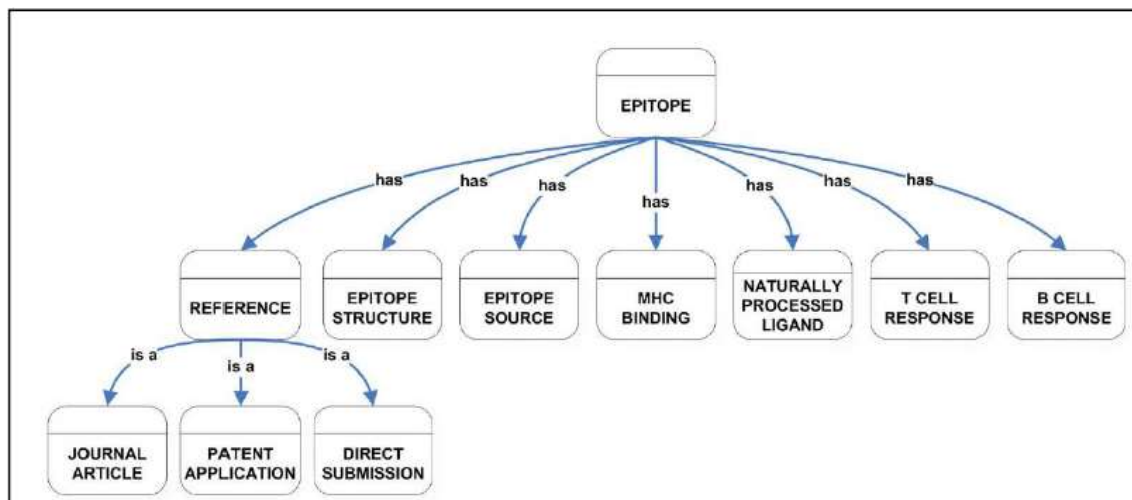 EPITOPE
has
has
has
has
has
has
has
REFERENCE
EPITOPE
STRUCTURE
EPITOPE
SOURCE
MHC
BINDING
NATURALLY
PROCESSED
LIGAND
T CELL
RESPONSE
B CELL
RESPONSE
is a
is a
is a
JOURNAL
ARTICLE
PATENT
APPLICATION
DIRECT
SUBMISSION